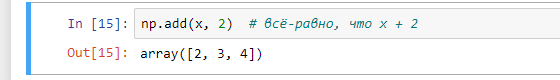 In [15]: np.add(x, 2)  # всё-равно, что x + 2
Out[15]: array([2, 3, 4])